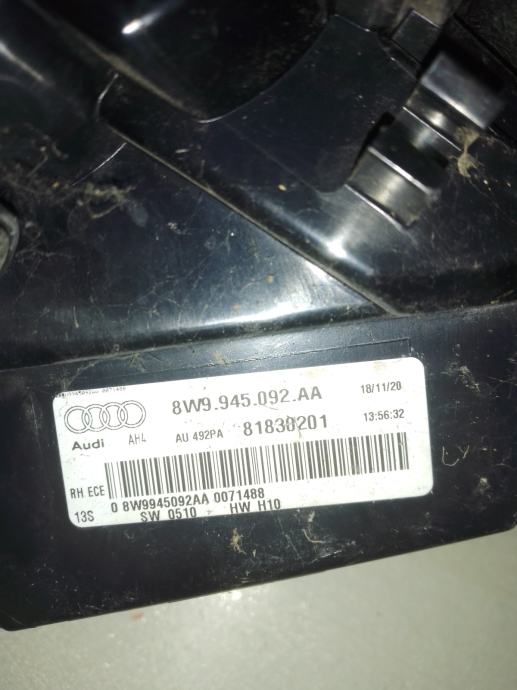 8W9.945.092.AA 18/11/20
Audi AH4 AU 492PA 81830201 13:56:32
RH ECE
0 8W9945092AA 0071488
13S SW 0510 HW H10